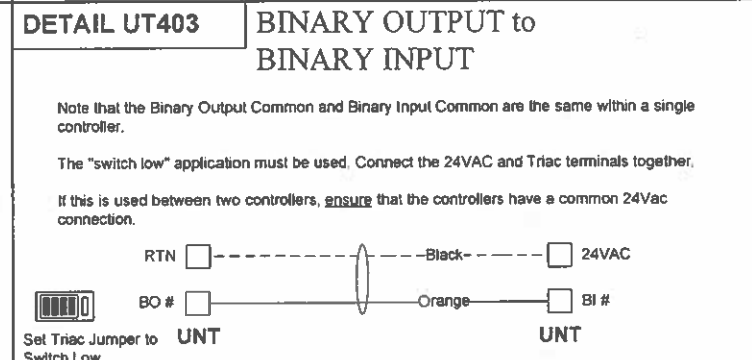 DETAIL UT403
BINARY OUTPUT to
BINARY INPUT
Note that the Binary Output Common and Binary Input Common are the same within a single
controller.
The "switch low" application must be used. Connect the 24VAC and Triac terminals together.
If this is used between two controllers, ensure that the controllers have a common 24Vac
connection.
RTN Black 24VAC
BO # Orange BI #
Set Triac Jumper to
Switch Low
UNT UNT